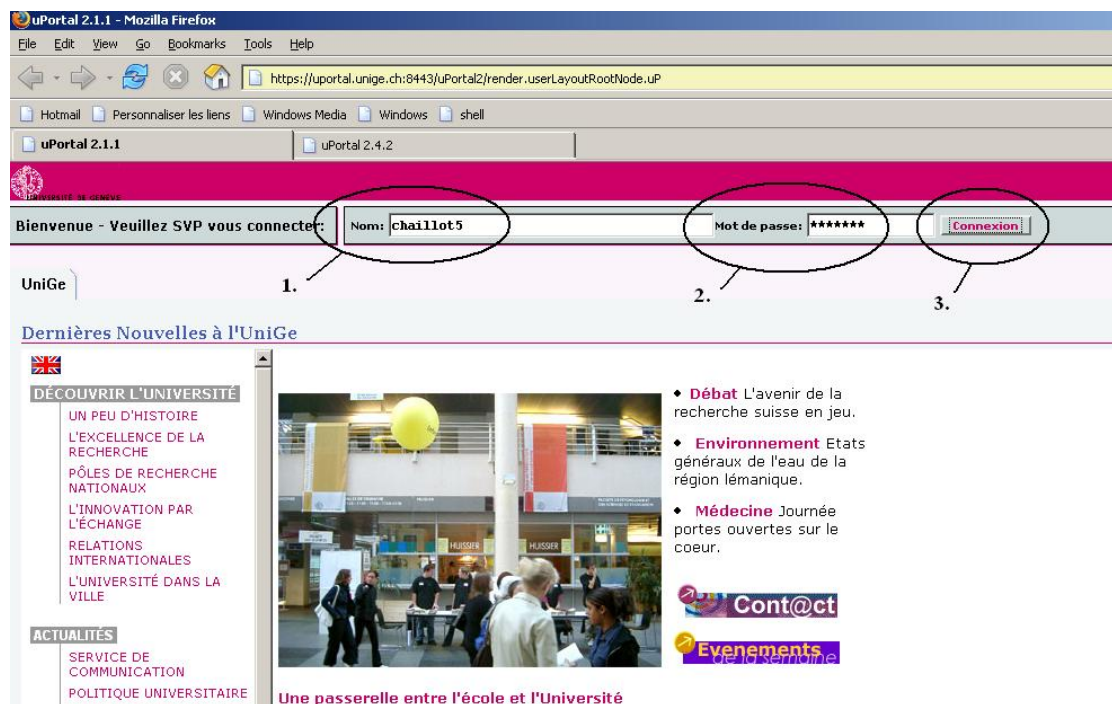 uPortal 2.1.1 - Mozilla Firefox
File Edit View Go Bookmarks Tools Help
https://uportal.unige.ch:8443/uPortal2/render.userLayoutRootNode.uP
Hotmail Personnaliser les liens Windows Media Windows shell
uPortal 2.1.1 uPortal 2.4.2
UNIVERSITÉ DE GENÈVE
Bienvenue - Veuillez SVP vous connecter: Nom: chaillot5 Mot de passe: ******* Connexion
1. 2. 3.
UniGe
Dernières Nouvelles à l'UniGe
DÉCOUVRIR L'UNIVERSITÉ
UN PEU D'HISTOIRE
L'EXCELLENCE DE LA
RECHERCHE
PÔLES DE RECHERCHE
NATIONAUX
L'INNOVATION PAR
L'ÉCHANGE
RELATIONS
INTERNATIONALES
L'UNIVERSITÉ DANS LA
VILLE
ACTUALITÉS
SERVICE DE
COMMUNICATION
POLITIQUE UNIVERSITAIRE
HUISSIER HUISSIER
Une passerelle entre l'école et l'Université
• Débat L'avenir de la
recherche suisse en jeu.
• Environnement Etats
généraux de l'eau de la
région lémanique.
• Médecine Journée
portes ouvertes sur le
coeur.
Cont@ct
Evenements
de la semaine